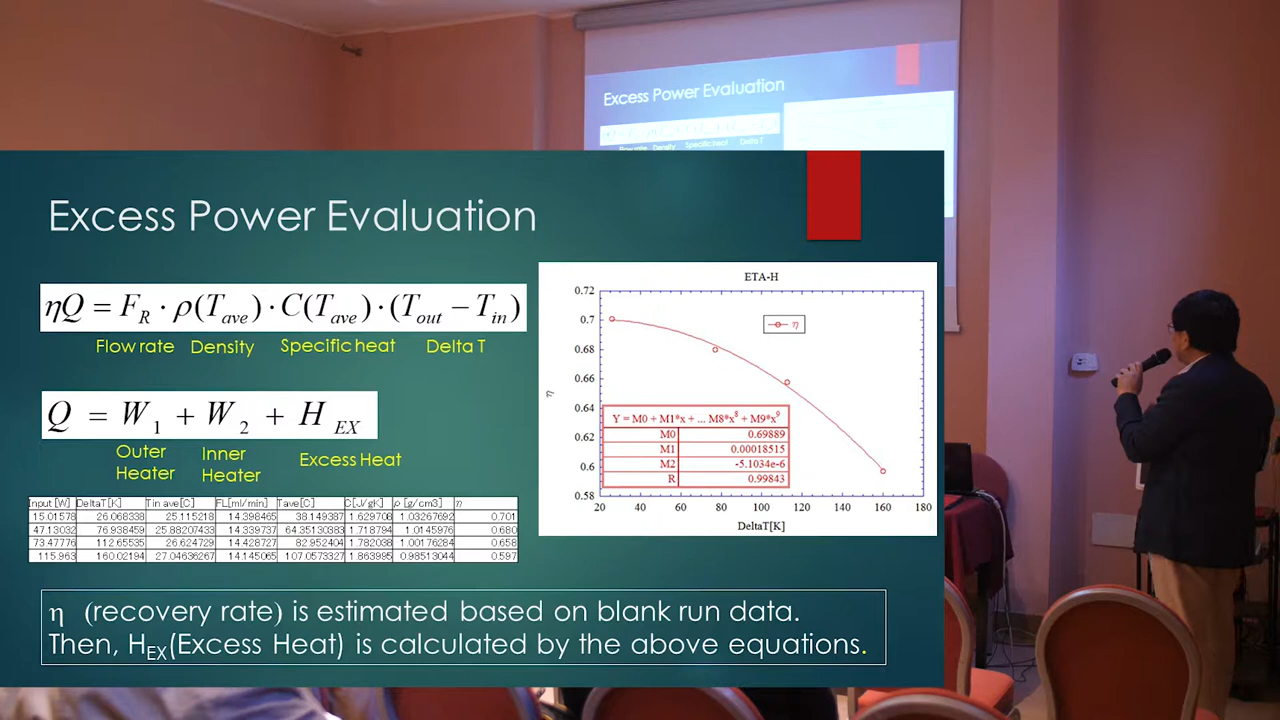 Excess Power Evaluation
Flow rate Density Specific heat Delta T
Excess Power Evaluation
ηQ = F_R · ρ(T_ave) · C(T_ave) · (T_out − T_in)
Flow rate Density Specific heat Delta T
Q = W_1 + W_2 + H_EX
Outer Heater Inner Heater Excess Heat
Input [W] DeltaT[K] Tin ave[C] FL[ml/min] Tave[C] C[J/gK] ρ [g/cm3] η
15.01578 26.068338 25.115218 14.398465 38.149387 1.629706 1.03267692 0.701
47.13032 76.938459 25.88207433 14.339737 64.35130383 1.718794 1.0145976 0.680
73.47776 112.65535 26.624729 14.428727 82.952404 1.782038 1.00176284 0.658
115.963 160.02194 27.04636267 14.145065 107.0573327 1.863995 0.98513044 0.597
ETA-H
η
0.72
0.7
0.68
0.66
0.64
0.62
0.6
0.58
η
Y = M0 + M1*x + ... M8*x^8 + M9*x^9
M0 0.69889
M1 0.00018515
M2 -5.1034e-6
R 0.99843
20 40 60 80 100 120 140 160 180
DeltaT[K]
η (recovery rate) is estimated based on blank run data.
Then, H_EX(Excess Heat) is calculated by the above equations.